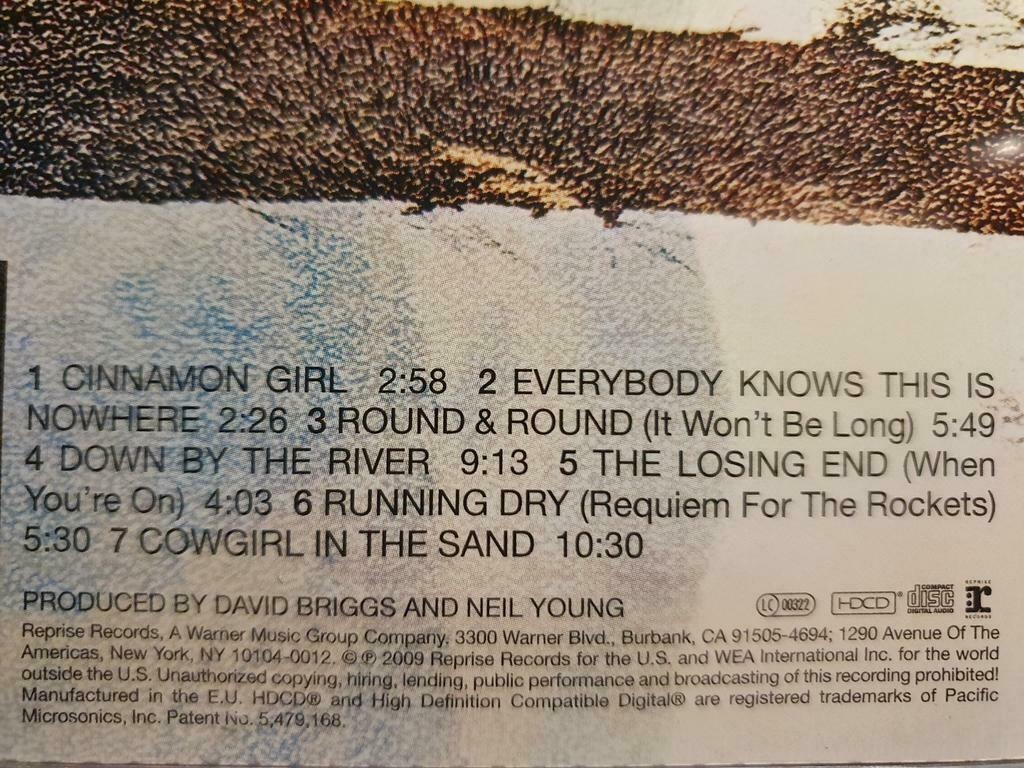 1 CINNAMON GIRL 2:58 2 EVERYBODY KNOWS THIS IS
NOWHERE 2:26 3 ROUND & ROUND (It Won't Be Long) 5:49
4 DOWN BY THE RIVER 9:13 5 THE LOSING END (When
You're On) 4:03 6 RUNNING DRY (Requiem For The Rockets)
5:30 7 COWGIRL IN THE SAND 10:30
PRODUCED BY DAVID BRIGGS AND NEIL YOUNG
LC 00322 HDCD® COMPACT disc DIGITAL AUDIO REPRISE r RECORDS
Reprise Records, A Warner Music Group Company, 3300 Warner Blvd., Burbank, CA 91505-4694; 1290 Avenue Of The
Americas, New York, NY 10104-0012. © ℗ 2009 Reprise Records for the U.S. and WEA International Inc. for the world
outside the U.S. Unauthorized copying, hiring, lending, public performance and broadcasting of this recording prohibited!
Manufactured in the E.U. HDCD® and High Definition Compatible Digital® are registered trademarks of Pacific
Microsonics, Inc. Patent No. 5,479,168.